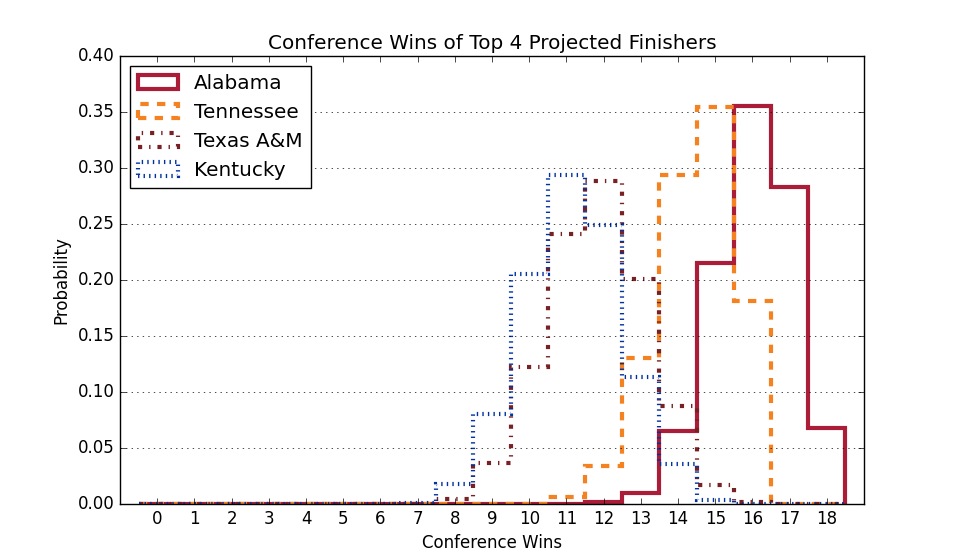 Conference Wins of Top 4 Projected Finishers
Alabama
Tennessee
Texas A&M
Kentucky
Probability
0.40
0.35
0.30
0.25
0.20
0.15
0.10
0.05
0.00
0 1 2 3 4 5 6 7 8 9 10 11 12 13 14 15 16 17 18
Conference Wins